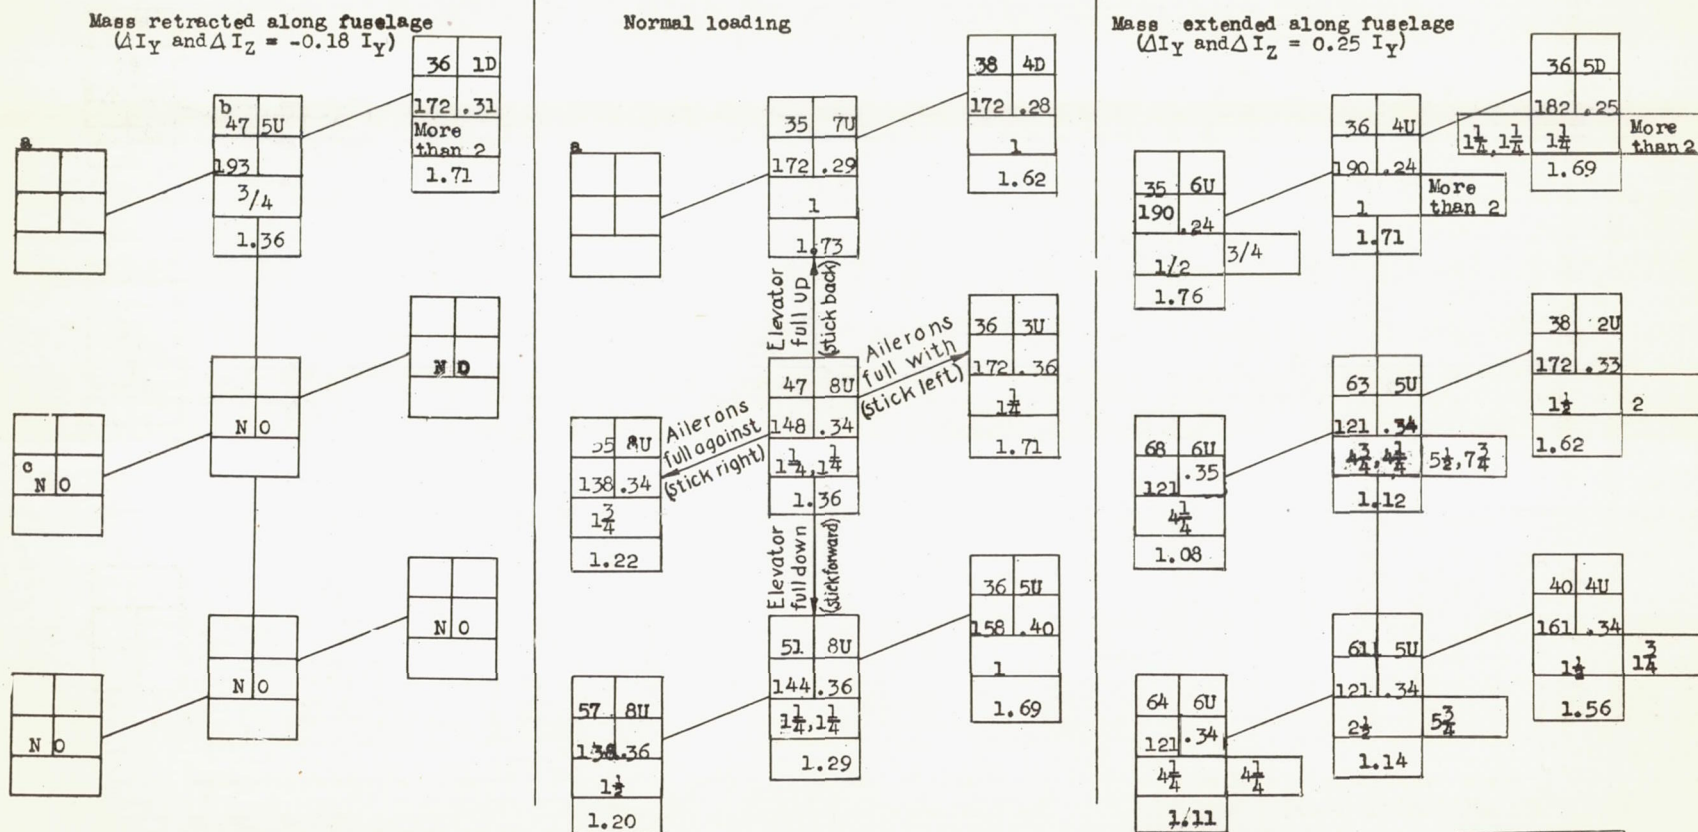 Mass retracted along fuselage
(ΔIY and ΔIZ = -0.18 IY)
36 1D
172 .31
More
than 2
1.71
b
47 5U
193
3/4
1.36
a
N O
c
N O
N O
N O
N O
Normal loading
38 4D
172 .28
1
1.62
35 7U
172 .29
1
1.73
a
Elevator
full up
(stick back)
Ailerons
full with
(stick left)
36 3U
172 .36
1¼
1.71
47 8U
148 .34
1¼,1¼
1.36
Ailerons
full against
(stick right)
8U
138 .34
1¾
1.22
Elevator
full down
(stick forward)
36 5U
158 .40
1
1.69
51 8U
144 .36
1¼,1¼
1.29
57 8U
138 .36
1½
1.20
Mass extended along fuselage
(ΔIY and ΔIZ = 0.25 IY)
36 5D
182 .25
1¼,1¼ 1¼ More
than 2
1.69
36 4U
190 .24
1 More
than 2
1.71
35 6U
190 .24
1/2 3/4
1.76
38 2U
172 .33
1½ 2
1.62
63 5U
121 .34
4¾,4¼ 5½,7¾
1.12
68 6U
121 .35
4¼
1.08
40 4U
161 .34
1½ 1¾
1.56
61 5U
121 .34
2½ 5¾
1.14
64 6U
121 .34
4¼ 4¼
1.11